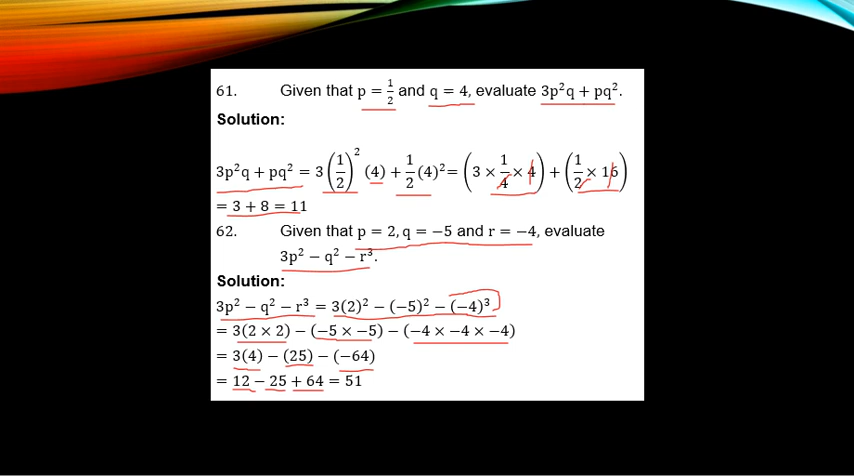 61. Given that p = 1/2 and q = 4, evaluate 3p²q + pq².
Solution:
3p²q + pq² = 3(1/2)² (4) + 1/2 (4)² = (3 × 1/4 × 4) + (1/2 × 16)
= 3 + 8 = 11
62. Given that p = 2, q = −5 and r = −4, evaluate
3p² − q² − r³.
Solution:
3p² − q² − r³ = 3(2)² − (−5)² − (−4)³
= 3(2 × 2) − (−5 × −5) − (−4 × −4 × −4)
= 3(4) − (25) − (−64)
= 12 − 25 + 64 = 51